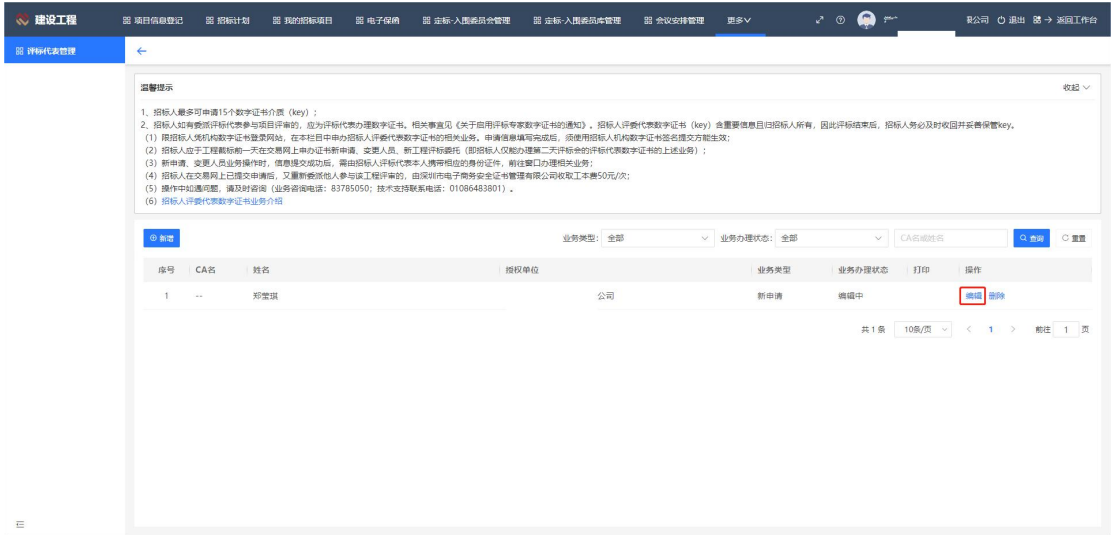 建设工程
项目信息登记
招标计划
我的招标项目
电子保函
定标-入围委员会管理
定标-入围委员库管理
会议安排管理
更多
公司
退出
返回工作台
评标代表管理
温馨提示
收起
1、招标人最多可申请15个数字证书介质（key）；
2、招标人如有委派评标代表参与项目评审的，应为评标代表办理数字证书。相关事宜见《关于启用评标专家数字证书的通知》。招标人评委代表数字证书（key）含重要信息且归招标人所有，因此评标结束后，招标人务必及时收回并妥善保管key。
(1) 限招标人凭机构数字证书登录网站，在本栏目中申办招标人评委代表数字证书的相关业务。申请信息填写完成后，须使用招标人机构数字证书签名提交方能生效；
(2) 招标人应于工程截标前一天在交易网上申办证书新申请、变更人员、新工程评标委托（即招标人仅能办理第二天评标会的评标代表数字证书的上述业务）；
(3) 新申请、变更人员业务操作时，信息提交成功后，需由招标人评标代表本人携带相应的身份证件，前往窗口办理相关业务；
(4) 招标人在交易网上已提交申请后，又重新委派他人参与该工程评审的，由深圳市电子商务安全证书管理有限公司收取工本费50元/次；
(5) 操作中如遇问题，请及时咨询（业务咨询电话：83785050；技术支持联系电话：01086483801）。
(6) 招标人评委代表数字证书业务介绍
新增
业务类型： 全部
业务办理状态： 全部
CA名或姓名
查询
重置
序号 CA名 姓名 授权单位 业务类型 业务办理状态 打印 操作
1 -- 郑莹琪 公司 新申请 编辑中 编辑 删除
共 1 条 10条/页 < 1 > 前往 1 页